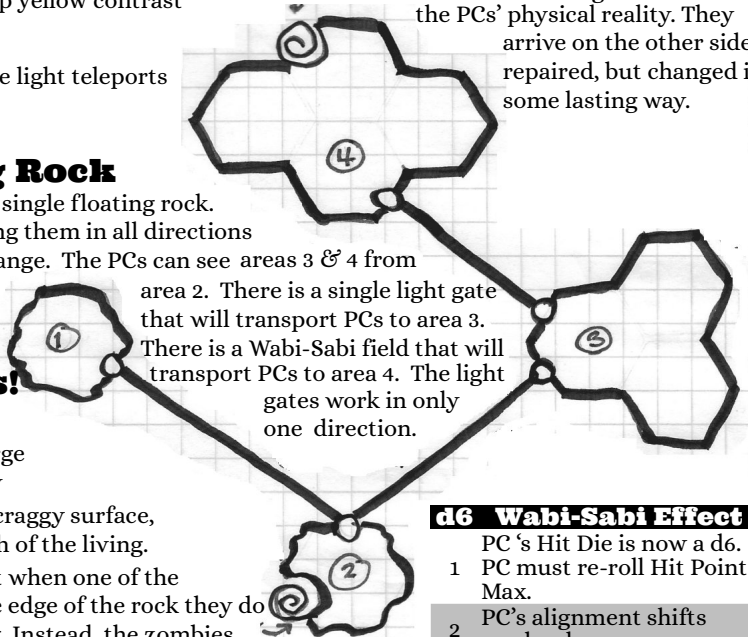 yellow contrast
e light teleports
the PCs’ physical reality. They
arrive on the other side
repaired, but changed
some lasting way.
Rock
single floating rock.
them in all directions
ange. The PCs can see areas 3 & 4 from
area 2. There is a single light gate
that will transport PCs to area 3.
There is a Wabi-Sabi field that will
transport PCs to area 4. The light
gates work in only
one direction.
s!
rge
craggy surface,
h of the living.
when one of the
e edge of the rock they do
Instead, the zombies
4
1
3
2
d6 Wabi-Sabi Effect
PC ‘s Hit Die is now a d6.
1 PC must re-roll Hit Point
Max.
2 PC’s alignment shifts